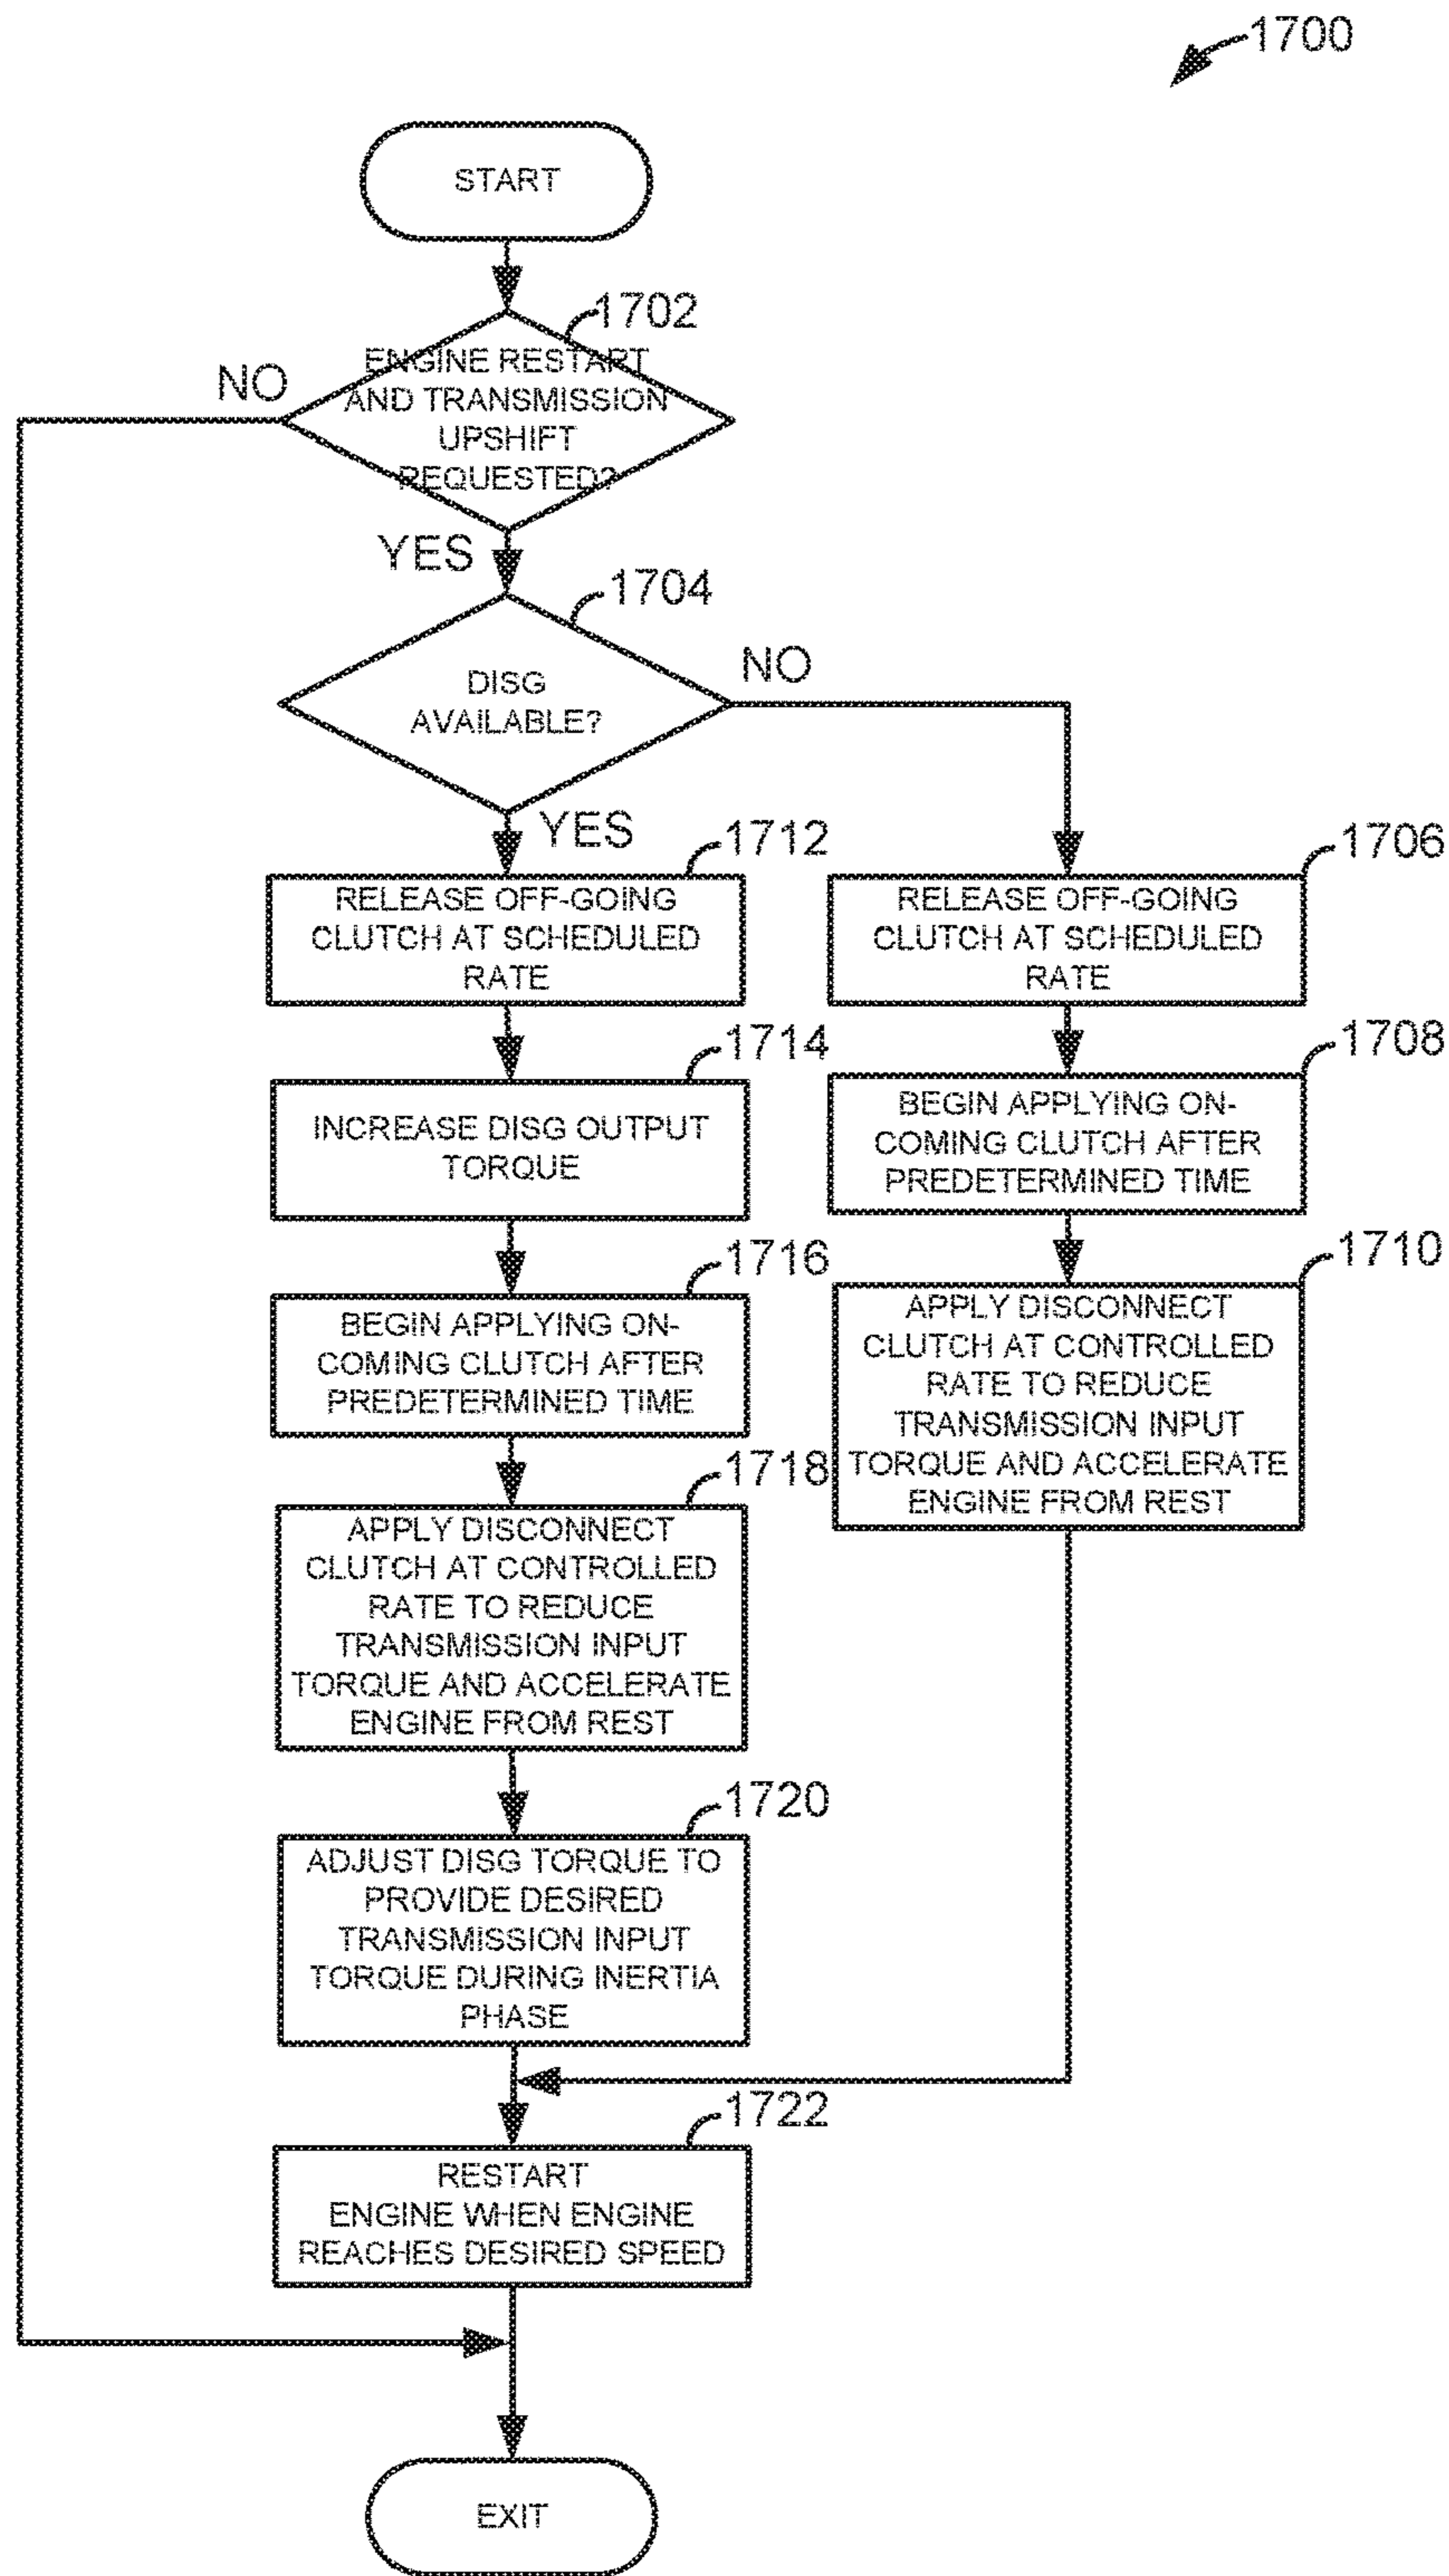 1700
START
1702
ENGINE RESTART
AND TRANSMISSION
UPSHIFT
REQUESTED?
NO
YES
1704
DISG
AVAILABLE?
NO
YES
1712
RELEASE OFF-GOING
CLUTCH AT SCHEDULED
RATE
1706
RELEASE OFF-GOING
CLUTCH AT SCHEDULED
RATE
1714
INCREASE DISG OUTPUT
TORQUE
1708
BEGIN APPLYING ON-
COMING CLUTCH AFTER
PREDETERMINED TIME
1716
BEGIN APPLYING ON-
COMING CLUTCH AFTER
PREDETERMINED TIME
1710
APPLY DISCONNECT
CLUTCH AT CONTROLLED
RATE TO REDUCE
TRANSMISSION INPUT
TORQUE AND ACCELERATE
ENGINE FROM REST
1718
APPLY DISCONNECT
CLUTCH AT CONTROLLED
RATE TO REDUCE
TRANSMISSION INPUT
TORQUE AND ACCELERATE
ENGINE FROM REST
1720
ADJUST DISG TORQUE TO
PROVIDE DESIRED
TRANSMISSION INPUT
TORQUE DURING INERTIA
PHASE
1722
RESTART
ENGINE WHEN ENGINE
REACHES DESIRED SPEED
EXIT